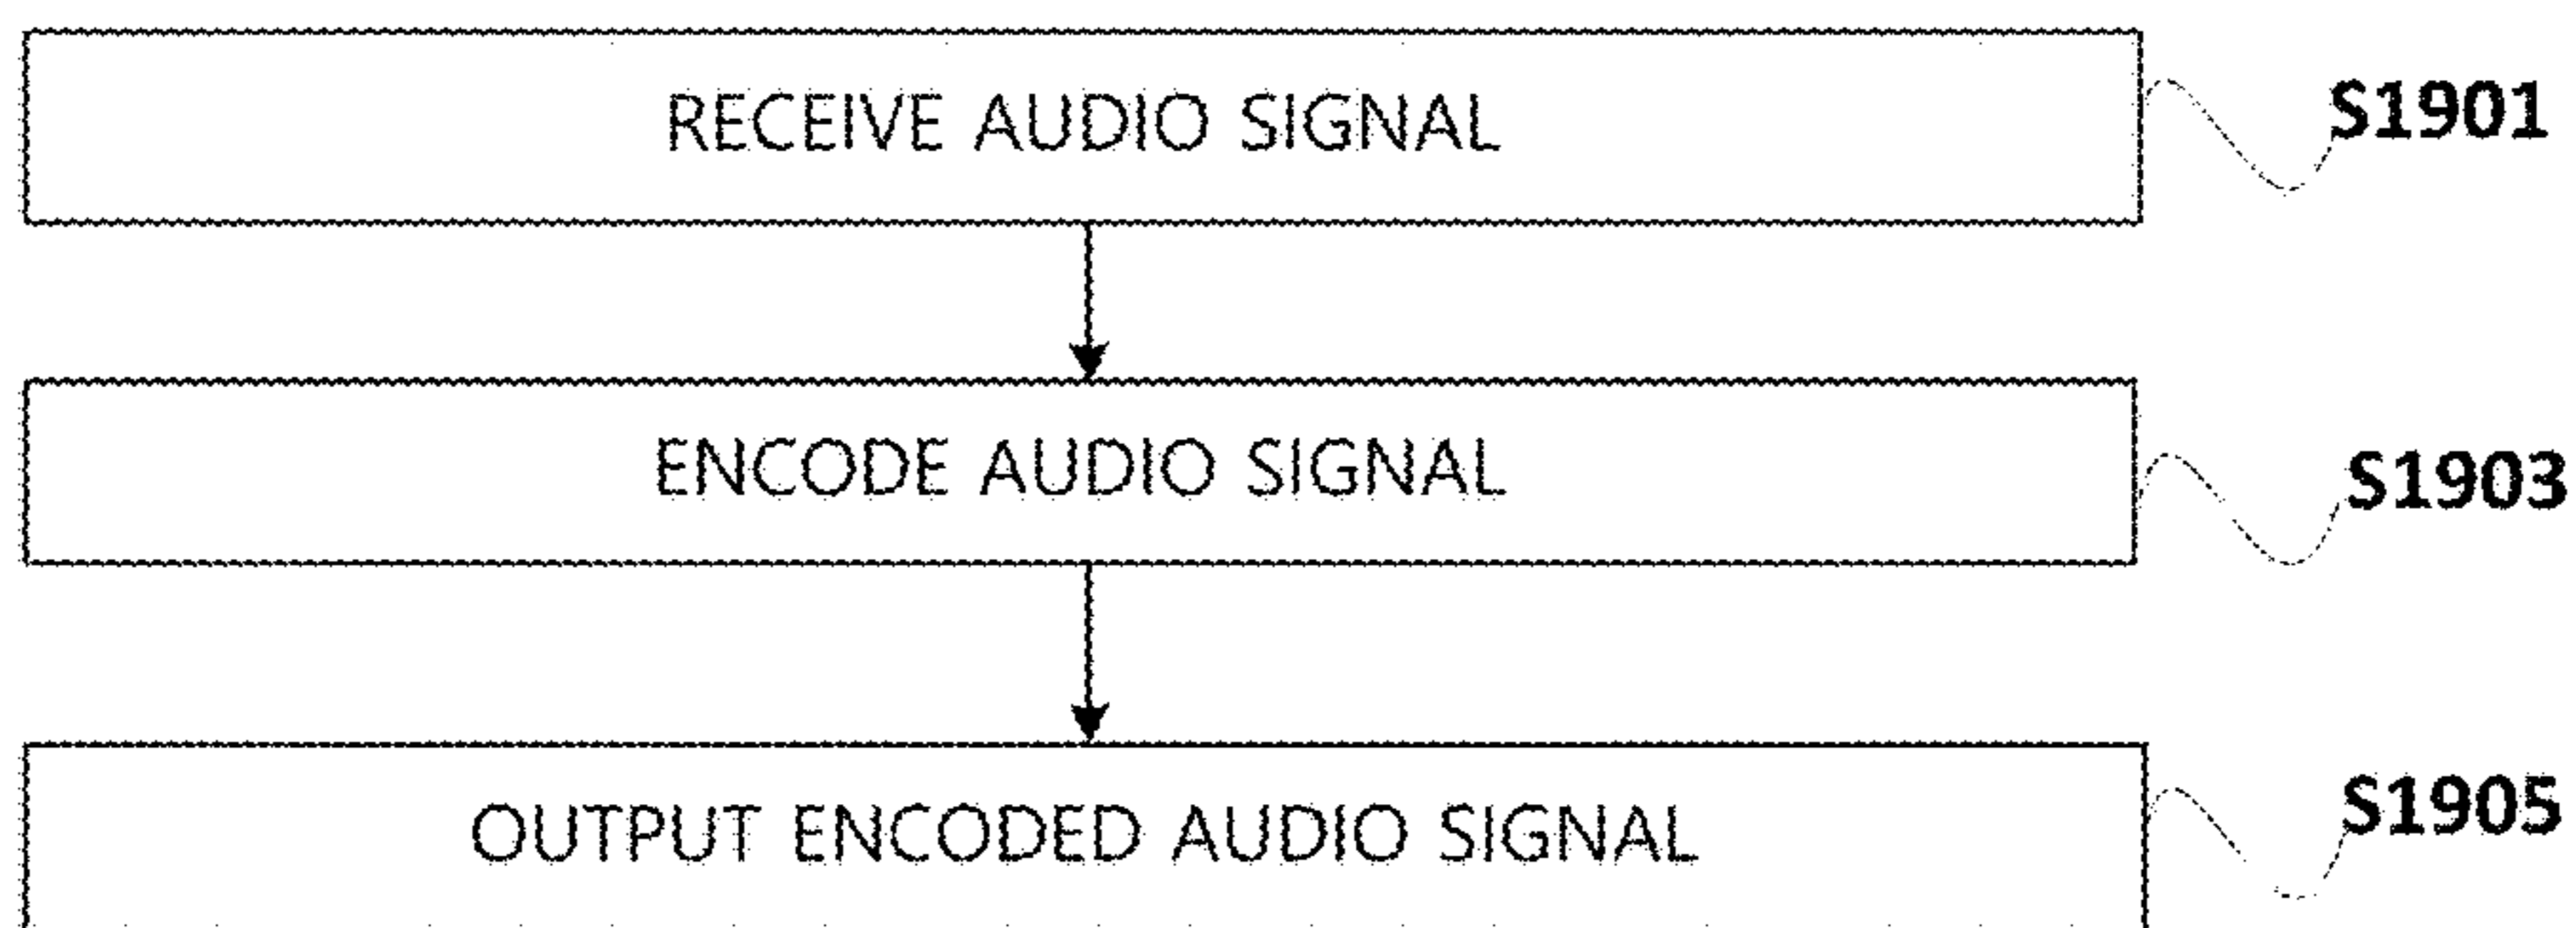 RECEIVE AUDIO SIGNAL
S1901
ENCODE AUDIO SIGNAL
S1903
OUTPUT ENCODED AUDIO SIGNAL
S1905